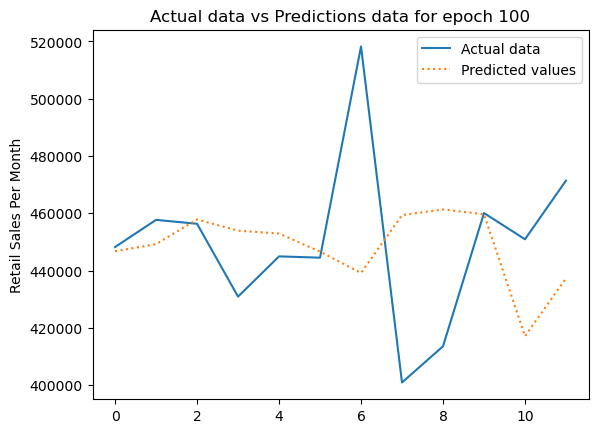 Actual data vs Predictions data for epoch 100
Actual data
Predicted values
Retail Sales Per Month
520000
500000
480000
460000
440000
420000
400000
0 2 4 6 8 10